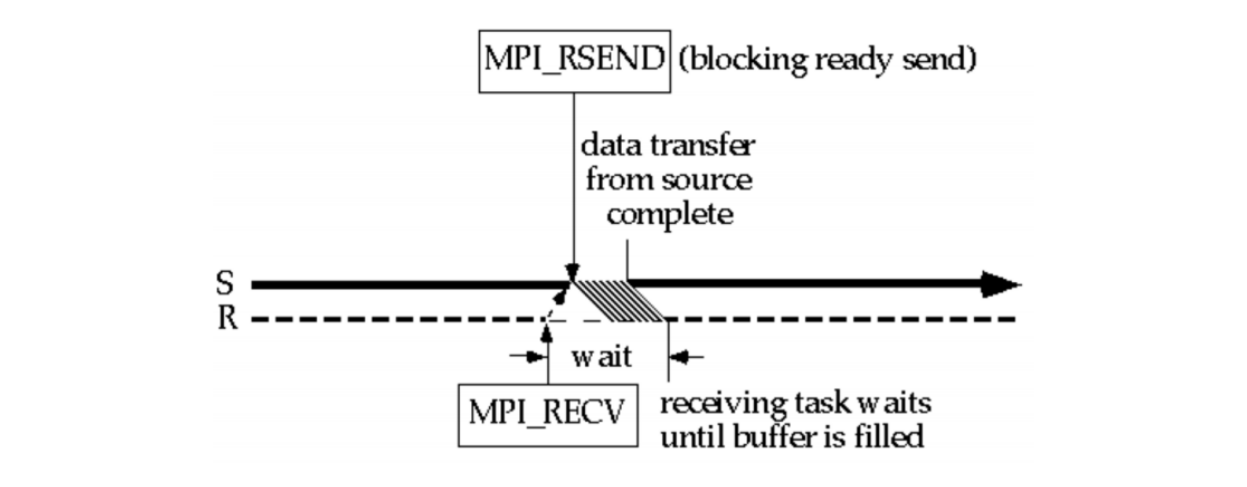 MPI_RSEND (blocking ready send)
data transfer
from source
complete
S
R
wait
MPI_RECV
receiving task waits
until buffer is filled